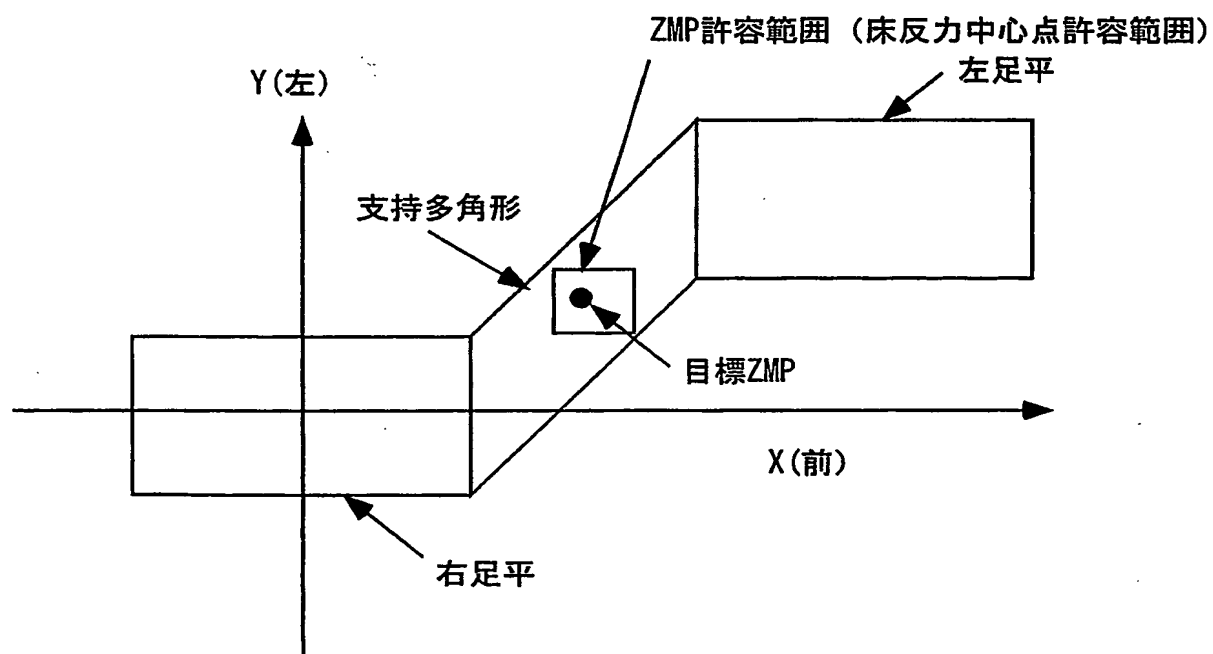 ZMP許容範囲（床反力中心点許容範囲）
左足平
Y(左)
支持多角形
目標ZMP
X(前)
右足平